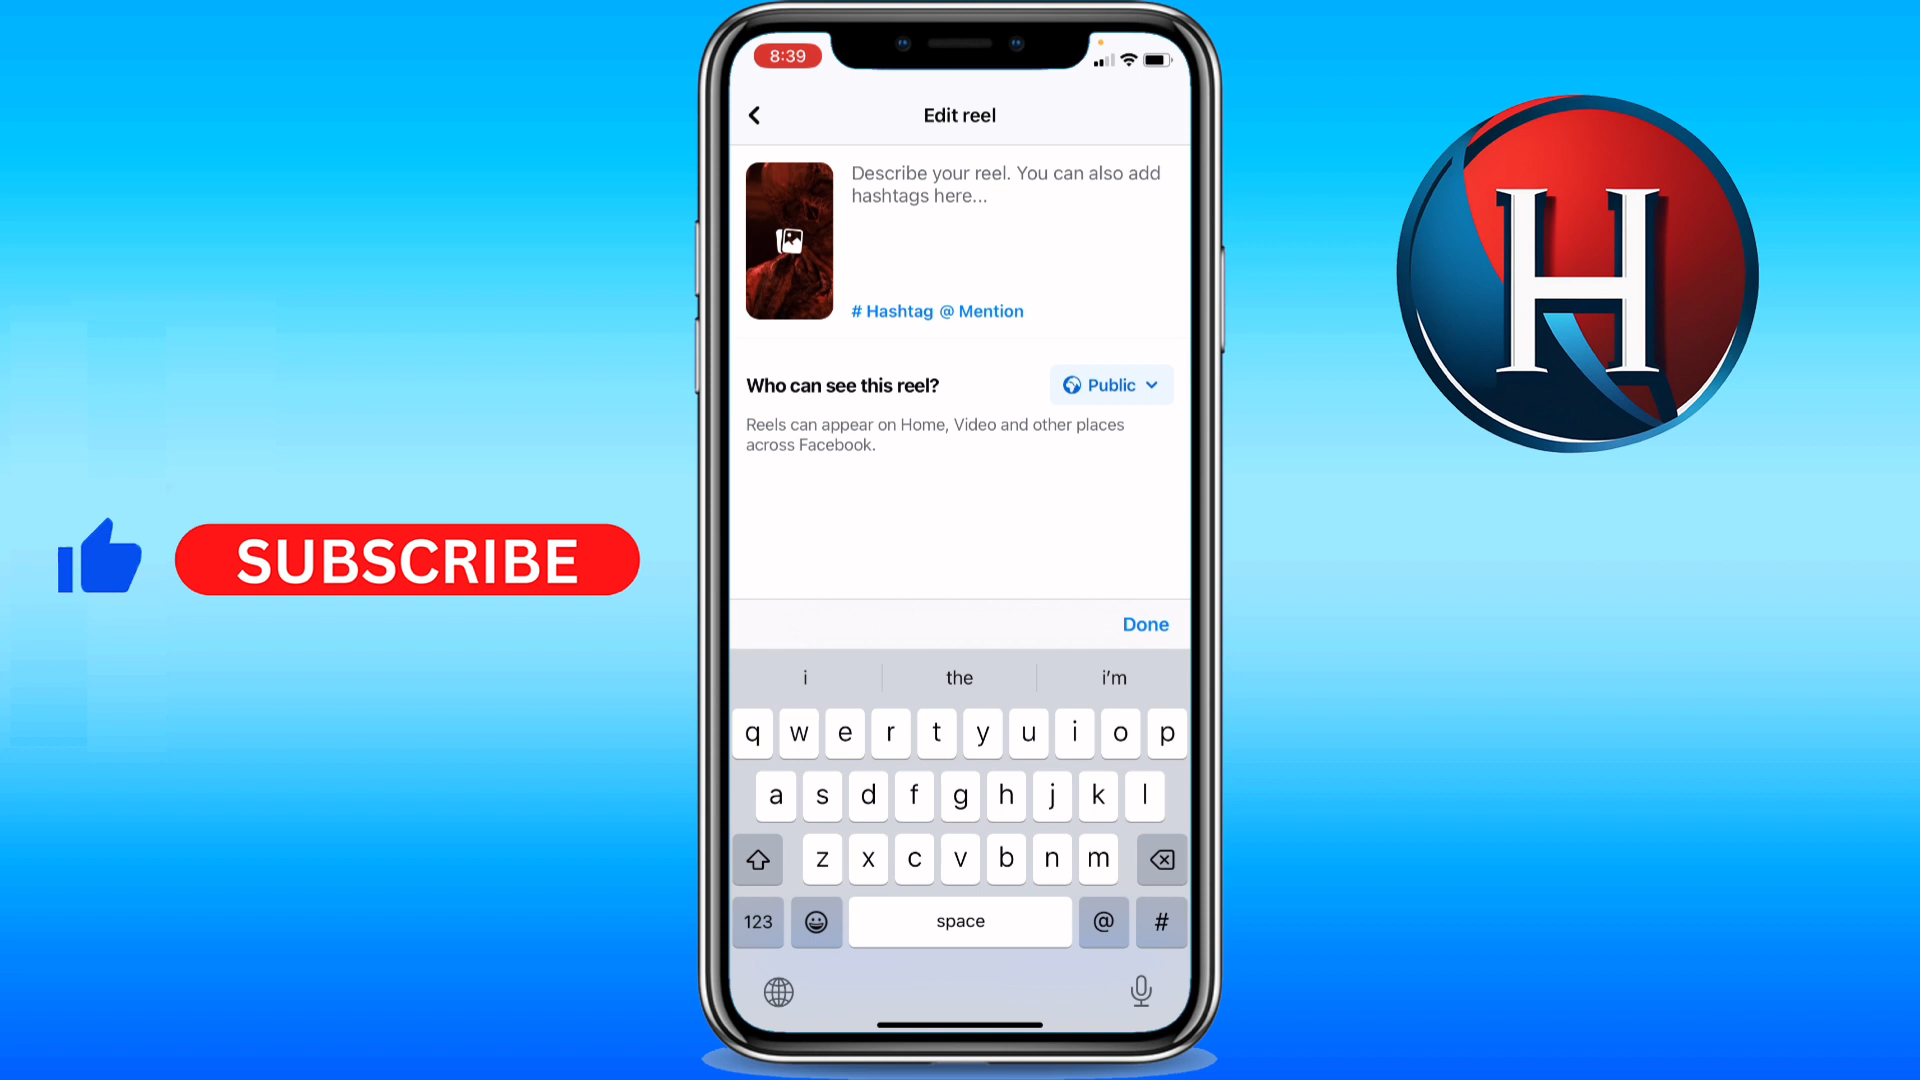 8:39
Edit reel
Describe your reel. You can also add
hashtags here...
# Hashtag @ Mention
Who can see this reel?
Public
Reels can appear on Home, Video and other places
across Facebook.
H
SUBSCRIBE
Done
i the i'm
q w e r t y u i o p
a s d f g h j k l
z x c v b n m
123 space @ #